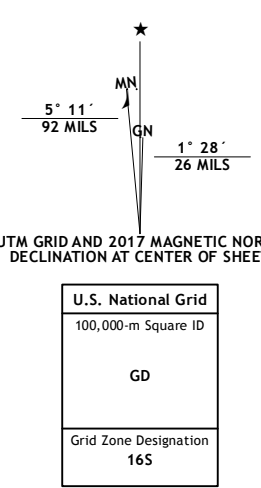 ★
MN
GN
5° 11´
92 MILS
1° 28´
26 MILS
UTM GRID AND 2017 MAGNETIC NOR
DECLINATION AT CENTER OF SHEE
U.S. National Grid
100,000-m Square ID
GD
Grid Zone Designation
16S